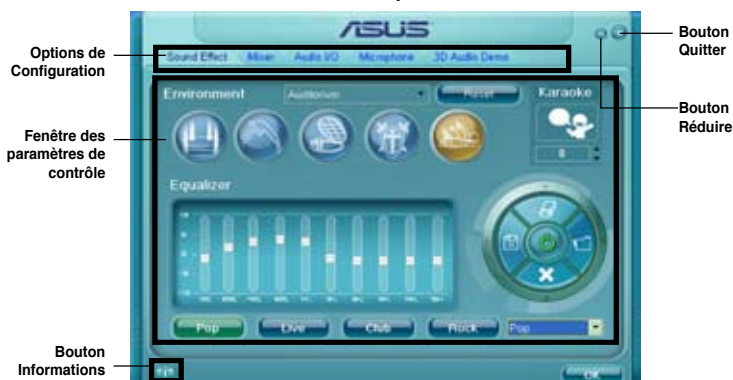 ASUS
Options de
Configuration
Sound Effect Mixer Audio I/O Microphone 3D Audio Demo
Bouton
Quitter
Bouton
Réduire
Fenêtre des
paramètres de
contrôle
Environment Auditorium Reset Karaoke
0
Equalizer
Pop Live Club Rock Pop
Bouton
Informations
OK